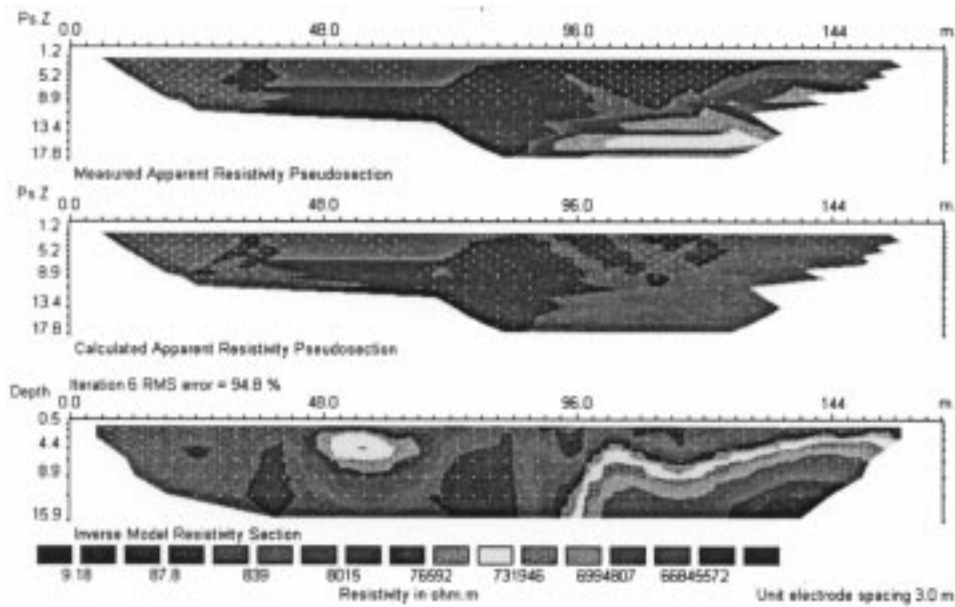 Ps.Z 0.0 48.0 96.0 144 m.
1.2
5.2
8.9
13.4
17.8
Measured Apparent Resistivity Pseudosection
Ps.Z 0.0 48.0 96.0 144 m.
1.2
5.2
8.9
13.4
17.8
Calculated Apparent Resistivity Pseudosection
Depth Iteration 6 RMS error = 94.8 %
0.0 48.0 96.0 144 m.
0.5
4.4
9.9
15.9
Inverse Model Resistivity Section
9.18 87.8 839 8015 76592 731946 6994807 66845572
Resistivity in ohm.m Unit electrode spacing 3.0 m